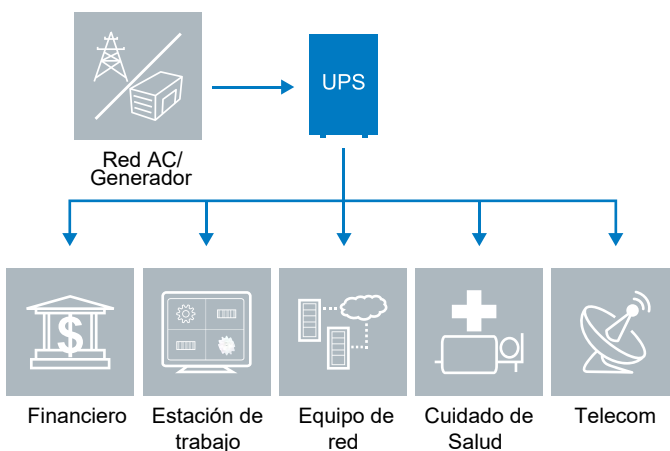 UPS
Red AC/
Generador
Financiero
Estación de
trabajo
Equipo de
red
Cuidado de
Salud
Telecom